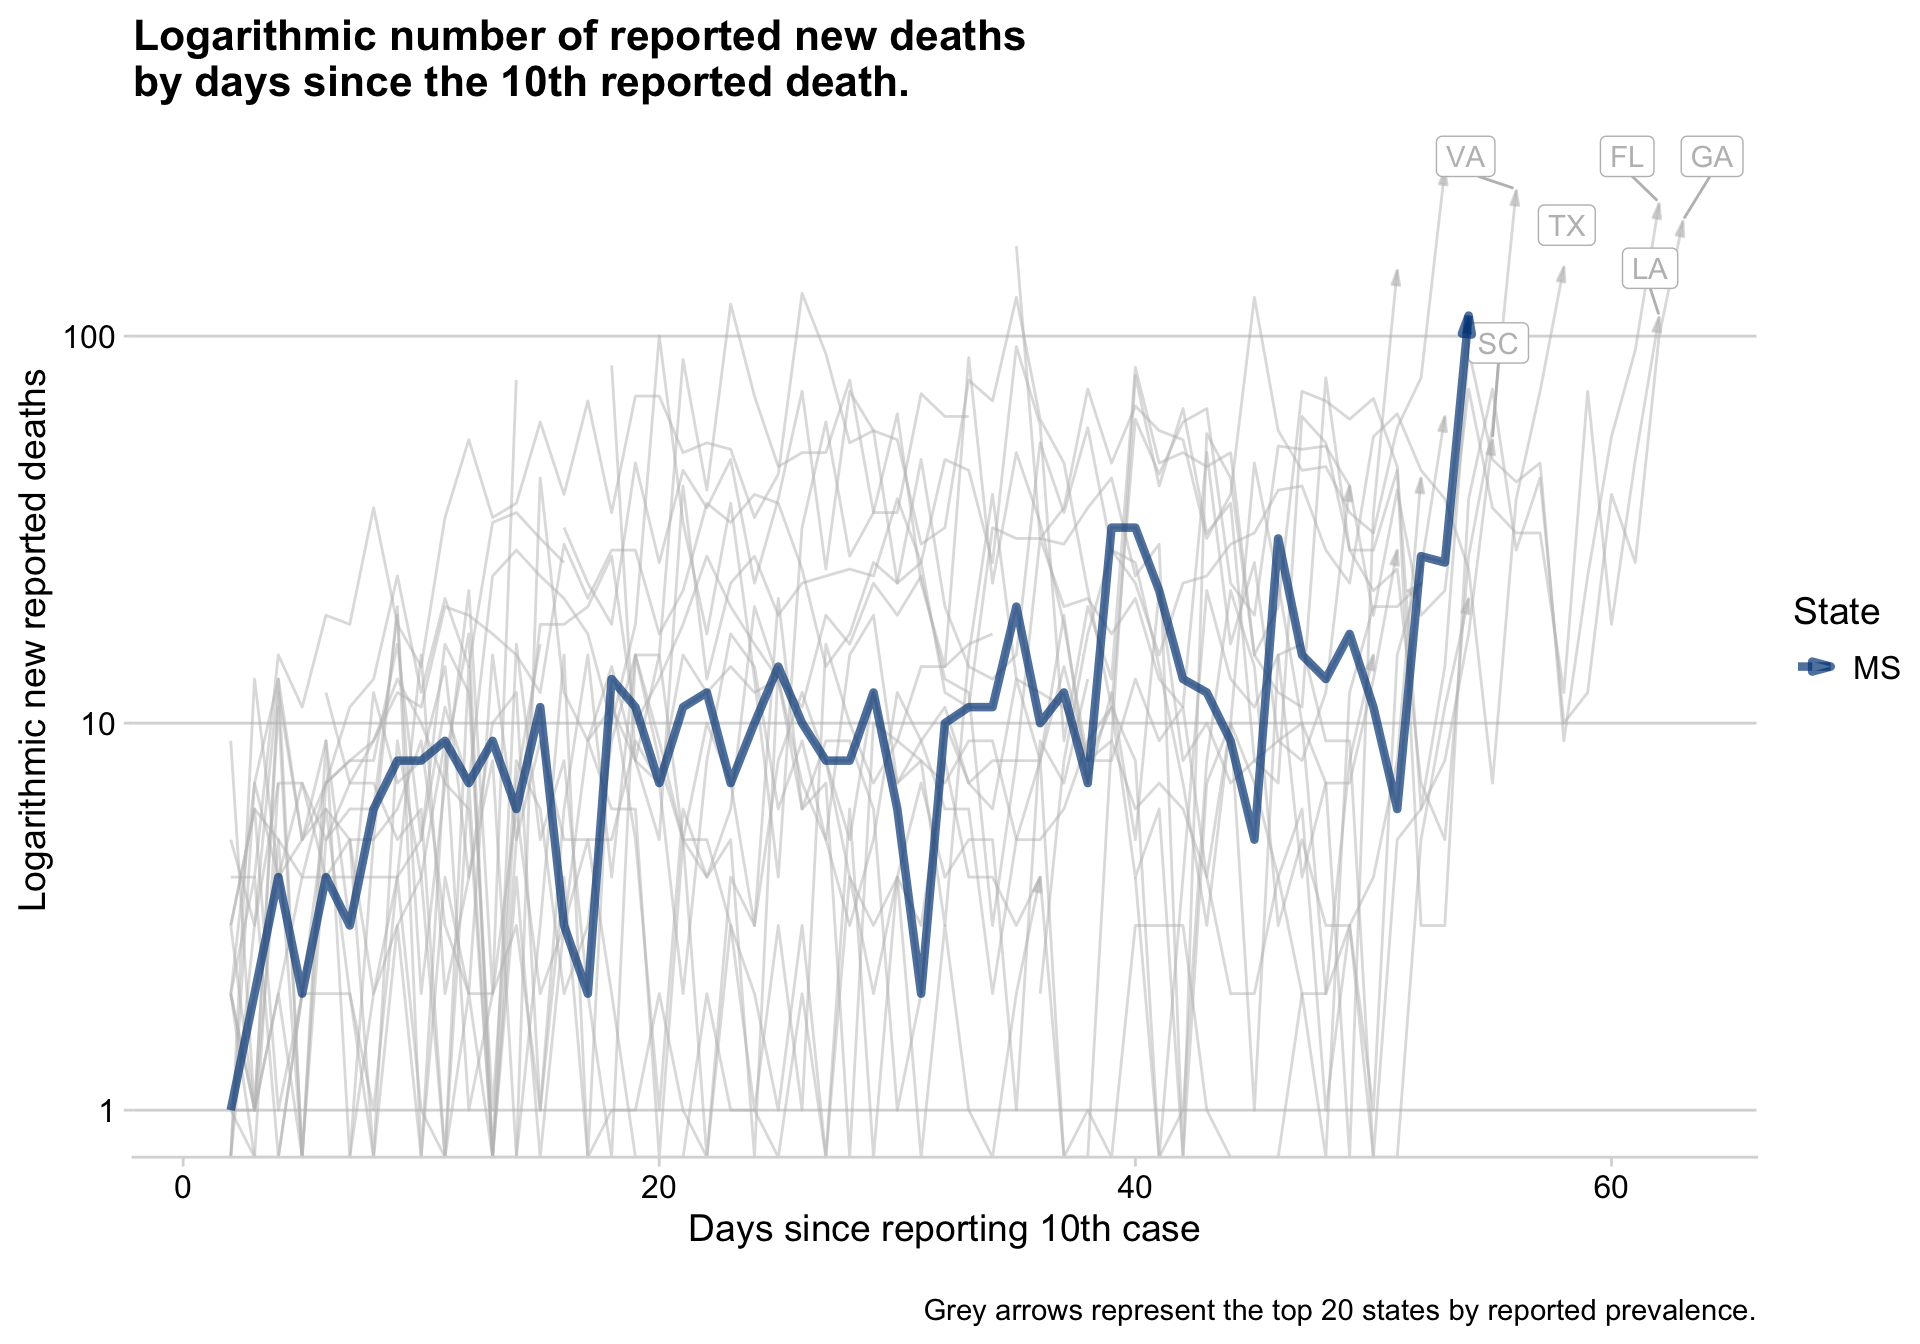 Logarithmic number of reported new deaths
by days since the 10th reported death.
VA
FL
GA
TX
LA
SC
100
10
1
Logarithmic new reported deaths
0
20
40
60
Days since reporting 10th case
State
MS
Grey arrows represent the top 20 states by reported prevalence.